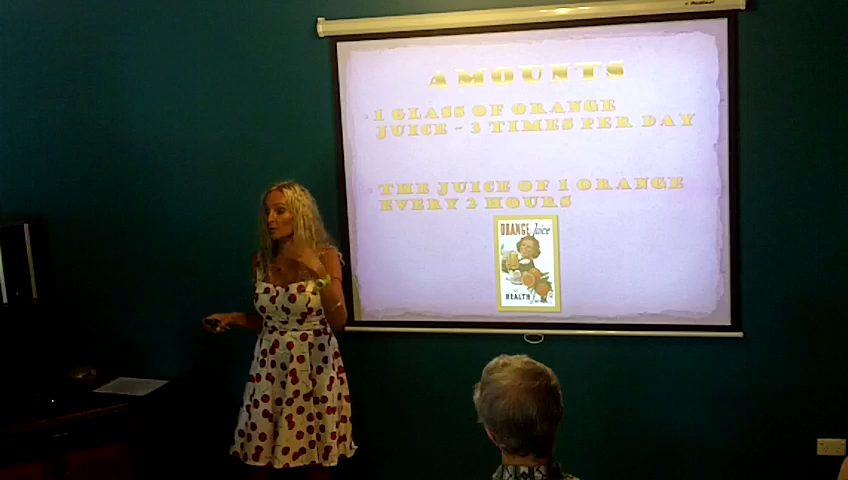 AMOUNTS
1 GLASS OF ORANGE
JUICE - 3 TIMES PER DAY
THE JUICE OF 1 ORANGE
EVERY 2 HOURS
ORANGE Juice
HEALTH